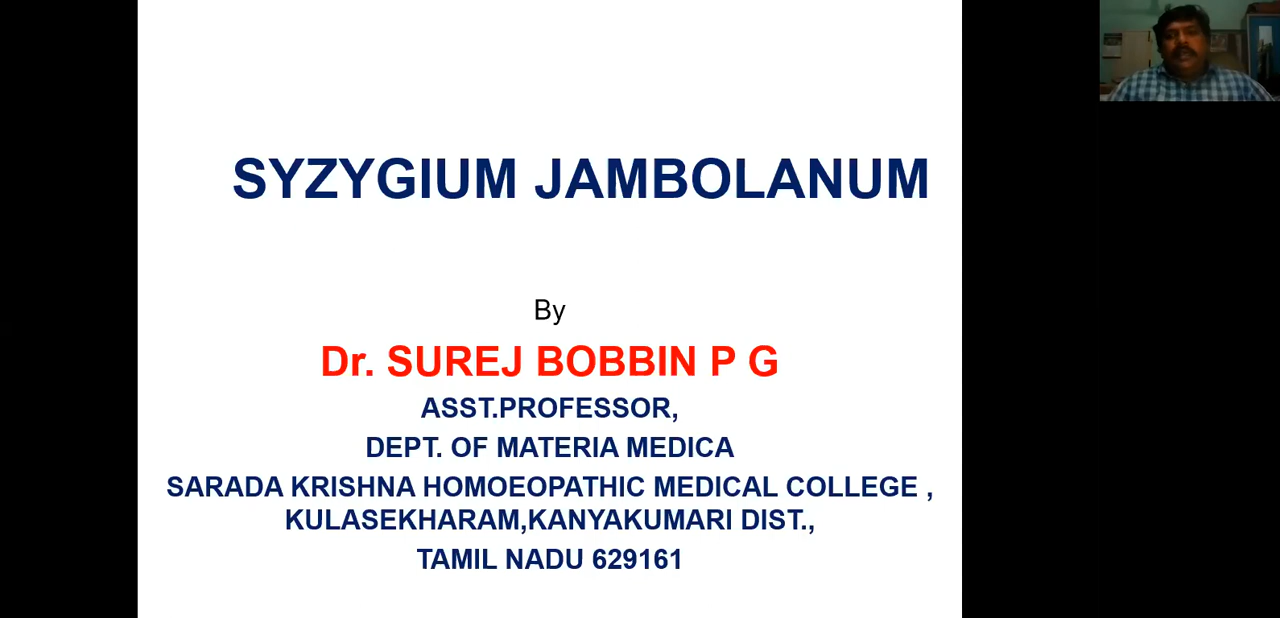 SYZYGIUM JAMBOLANUM
By
Dr. SUREJ BOBBIN P G
ASST.PROFESSOR,
DEPT. OF MATERIA MEDICA
SARADA KRISHNA HOMOEOPATHIC MEDICAL COLLEGE ,
KULASEKHARAM,KANYAKUMARI DIST.,
TAMIL NADU 629161